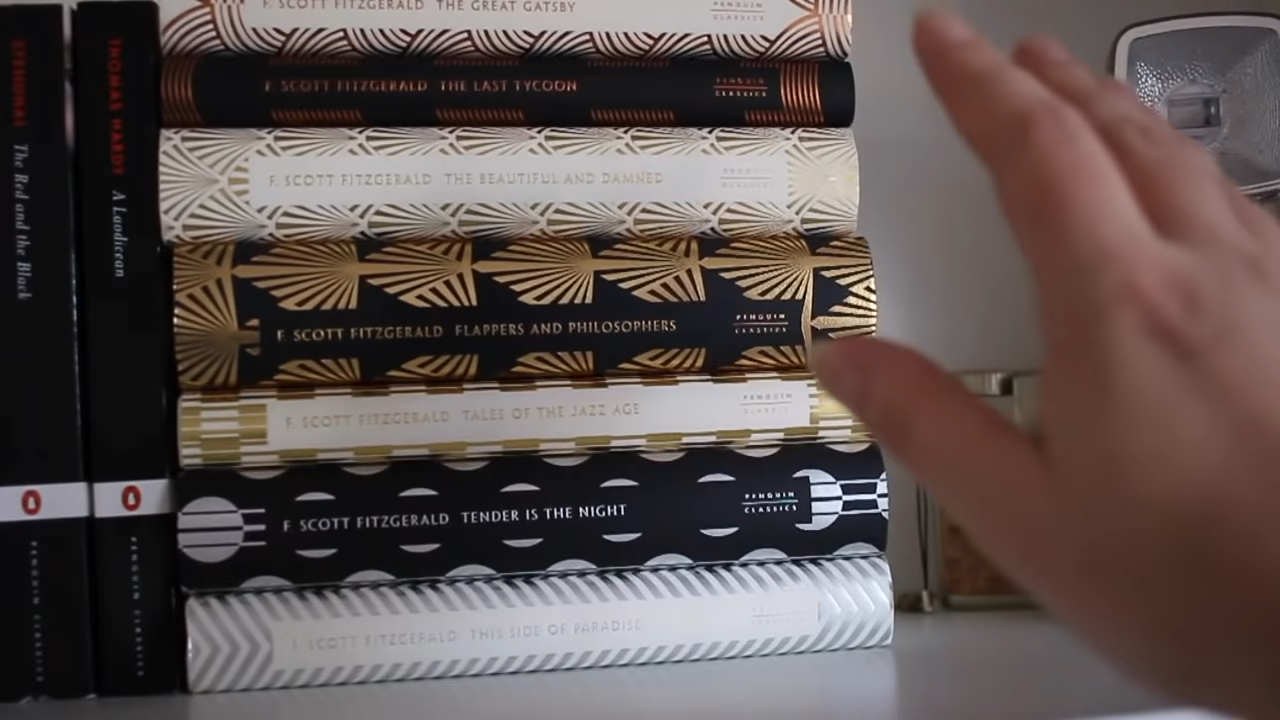 STENDHAL The Red and the Black
PENGUIN CLASSICS
THOMAS HARDY A Laodicean
PENGUIN CLASSICS
F. SCOTT FITZGERALD THE GREAT GATSBY
PENGUIN
CLASSICS
F. SCOTT FITZGERALD THE LAST TYCOON
PENGUIN
CLASSICS
F. SCOTT FITZGERALD THE BEAUTIFUL AND DAMNED
PENGUIN
CLASSICS
F. SCOTT FITZGERALD FLAPPERS AND PHILOSOPHERS
PENGUIN
CLASSICS
F. SCOTT FITZGERALD TALES OF THE JAZZ AGE
PENGUIN
CLASSICS
F. SCOTT FITZGERALD TENDER IS THE NIGHT
PENGUIN
CLASSICS
F. SCOTT FITZGERALD THIS SIDE OF PARADISE